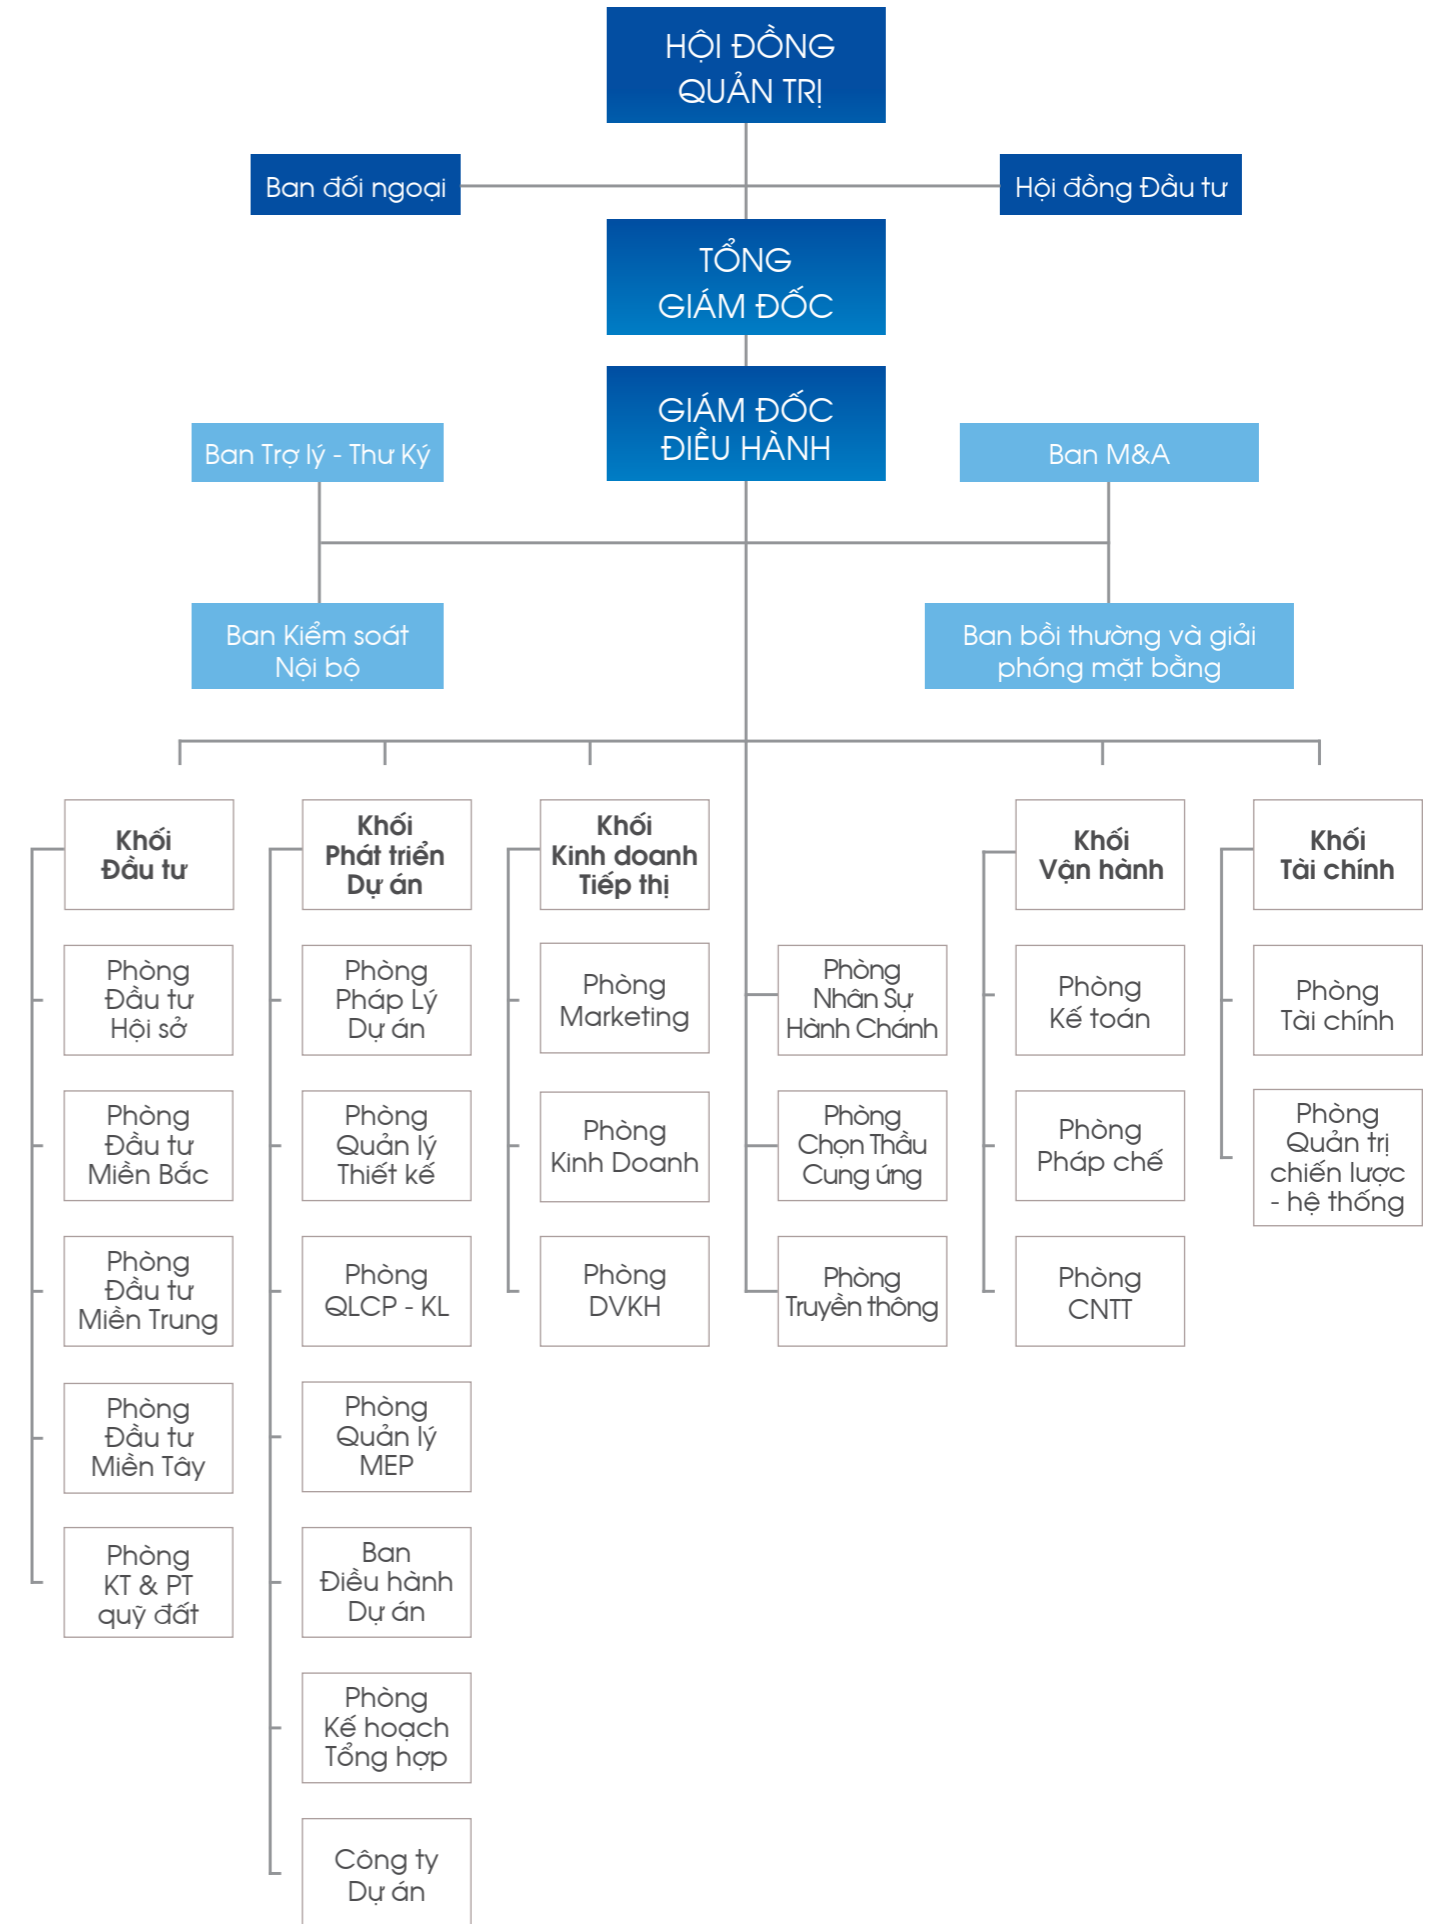 HỘI ĐỒNG
QUẢN TRỊ
Ban đối ngoại
Hội đồng Đầu tư
TỔNG
GIÁM ĐỐC
GIÁM ĐỐC
ĐIỀU HÀNH
Ban Trợ lý - Thư Ký
Ban M&A
Ban Kiểm soát
Nội bộ
Ban bồi thường và giải
phóng mặt bằng
Khối
Đầu tư
Phòng
Đầu tư
Hội sở
Phòng
Đầu tư
Miền Bắc
Phòng
Đầu tư
Miền Trung
Phòng
Đầu tư
Miền Tây
Phòng
KT & PT
quỹ đất
Khối
Phát triển
Dự án
Phòng
Pháp Lý
Dự án
Phòng
Quản lý
Thiết kế
Phòng
QLCP - KL
Phòng
Quản lý
MEP
Ban
Điều hành
Dự án
Phòng
Kế hoạch
Tổng hợp
Công ty
Dự án
Khối
Kinh doanh
Tiếp thị
Phòng
Marketing
Phòng
Kinh Doanh
Phòng
DVKH
Phòng
Nhân Sự
Hành Chánh
Phòng
Chọn Thầu
Cung ứng
Phòng
Truyền thông
Khối
Vận hành
Phòng
Kế toán
Phòng
Pháp chế
Phòng
CNTT
Khối
Tài chính
Phòng
Tài chính
Phòng
Quản trị
chiến lược
- hệ thống